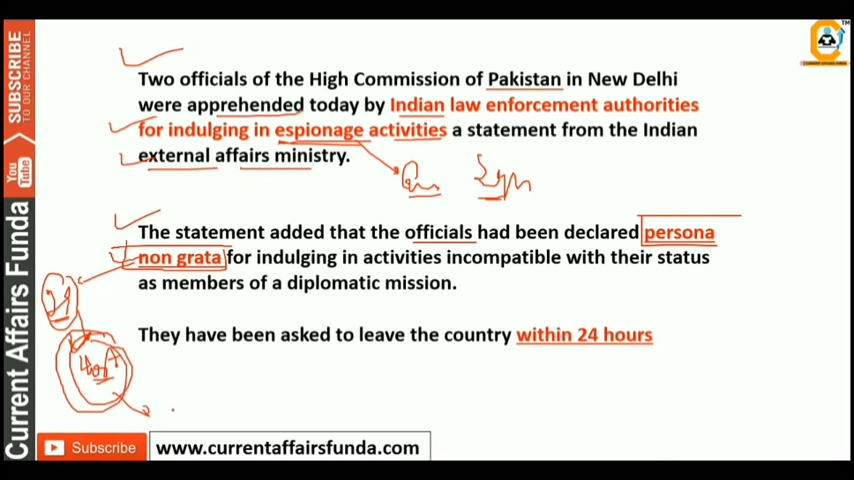 Two officials of the High Commission of Pakistan in New Delhi
were apprehended today by Indian law enforcement authorities
for indulging in espionage activities a statement from the Indian
external affairs ministry.
The statement added that the officials had been declared persona
non grata for indulging in activities incompatible with their status
as members of a diplomatic mission.
They have been asked to leave the country within 24 hours
Current Affairs Funda
You Tube
SUBSCRIBE
TO OUR CHANNEL
Subscribe
www.currentaffairsfunda.com
TM